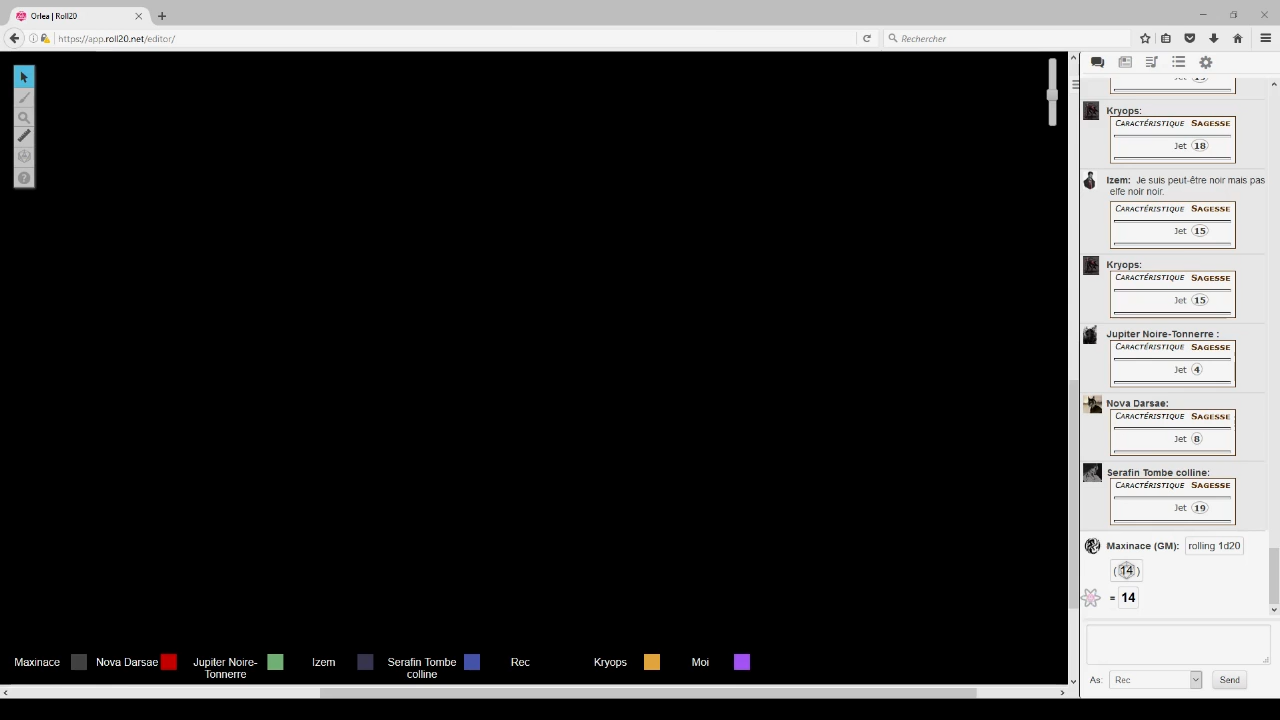 Orlea | Roll20
https://app.roll20.net/editor/
Rechercher
Kryops:
CARACTÉRISTIQUE SAGESSE
Jet 18
Izem: Je suis peut-être noir mais pas
elfe noir noir.
CARACTÉRISTIQUE SAGESSE
Jet 15
Kryops:
CARACTÉRISTIQUE SAGESSE
Jet 15
Jupiter Noire-Tonnerre :
CARACTÉRISTIQUE SAGESSE
Jet 4
Nova Darsae:
CARACTÉRISTIQUE SAGESSE
Jet 8
Serafin Tombe colline:
CARACTÉRISTIQUE SAGESSE
Jet 19
Maxinace (GM): rolling 1d20
(14)
= 14
As: Rec Send
Maxinace Nova Darsae Jupiter Noire- Izem Serafin Tombe Rec Kryops Moi
Tonnerre colline